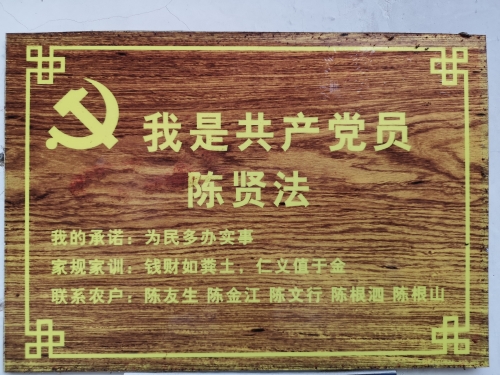 我是共产党员
陈贤法
我的承诺：为民多办实事
家规家训：钱财如粪土，仁义值千金
联系农户：陈友生 陈金江 陈文行 陈根泗 陈根山